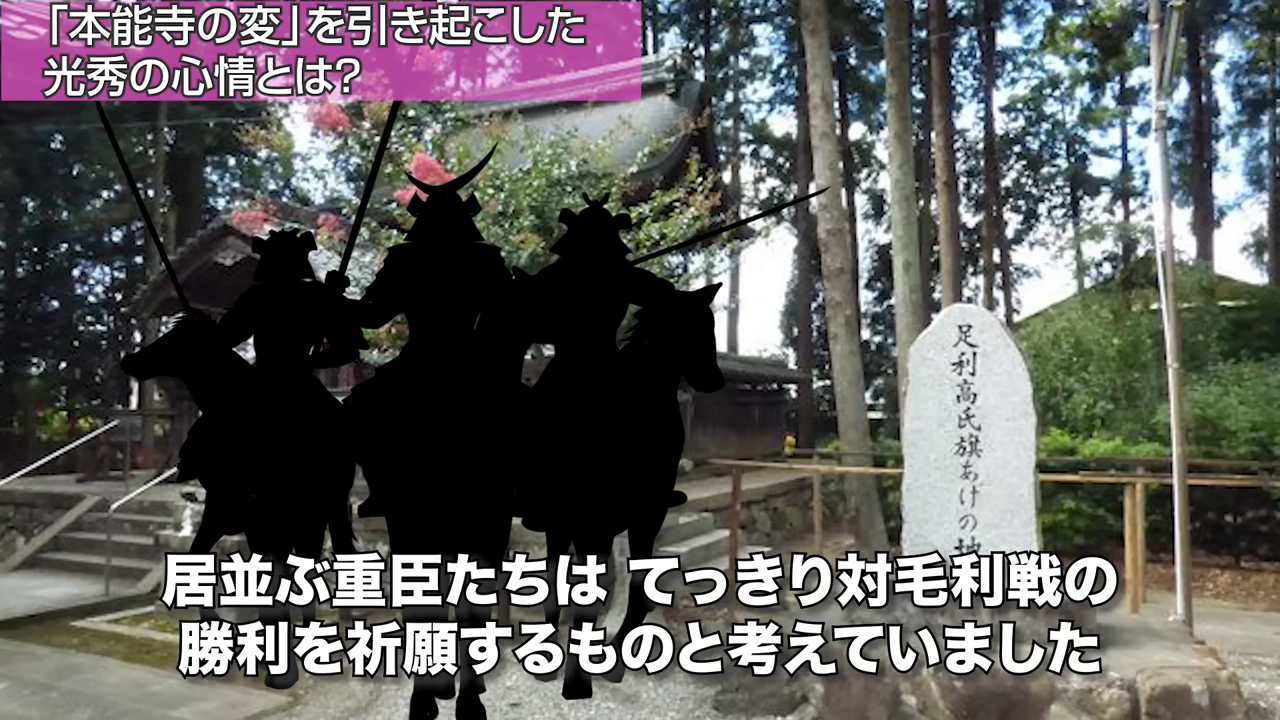 「本能寺の変」を引き起こした
光秀の心情とは?
足利高氏旗あげの地
居並ぶ重臣たちは てっきり対毛利戦の
勝利を祈願するものと考えていました